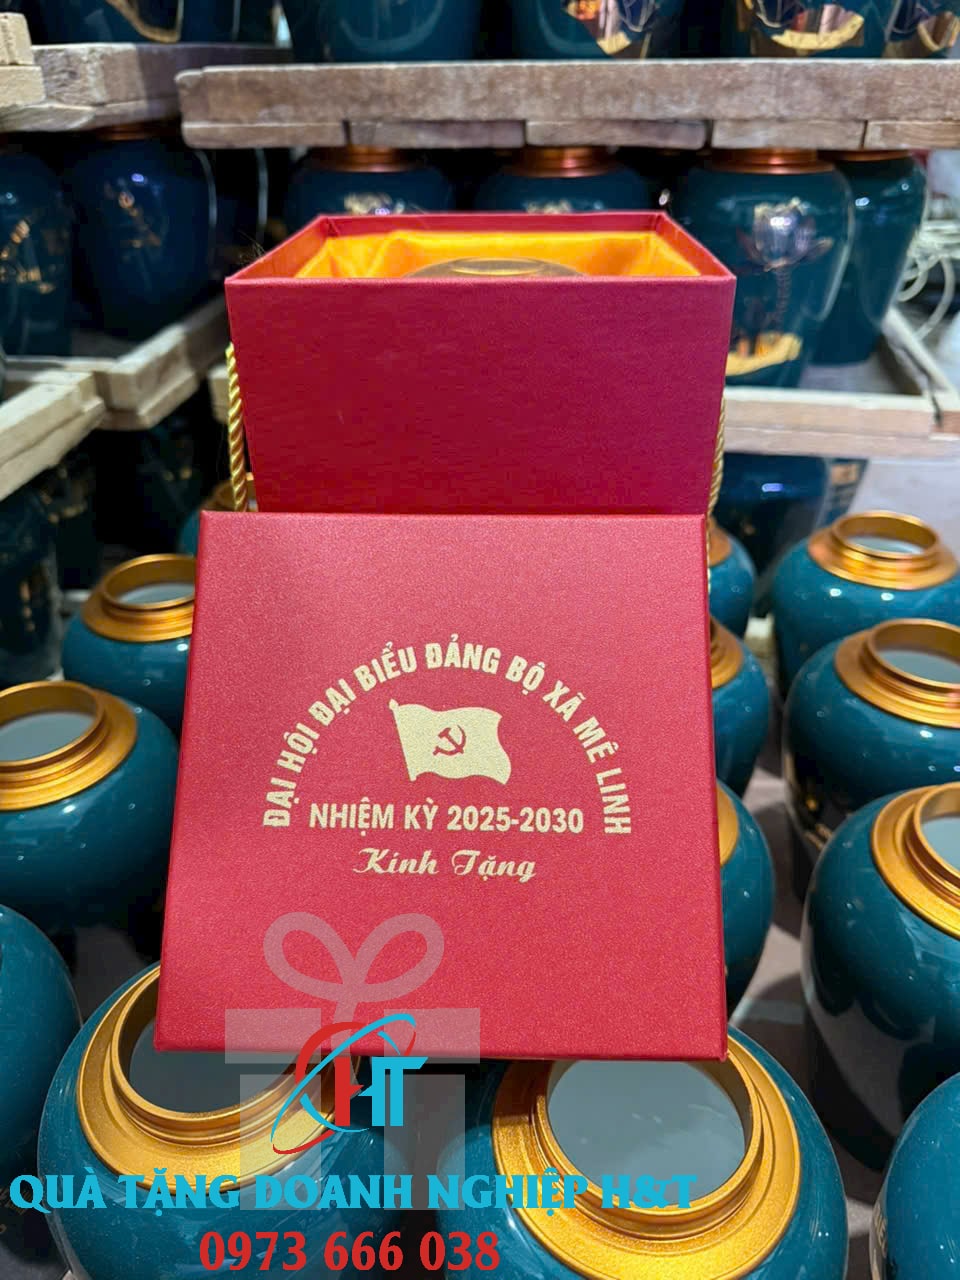 ĐẠI HỘI ĐẠI BIỂU ĐẢNG BỘ XÃ MÊ LINH
NHIỆM KỲ 2025-2030
Kính Tặng
HT
QUÀ TẶNG DOANH NGHIỆP H&T
0973 666 038